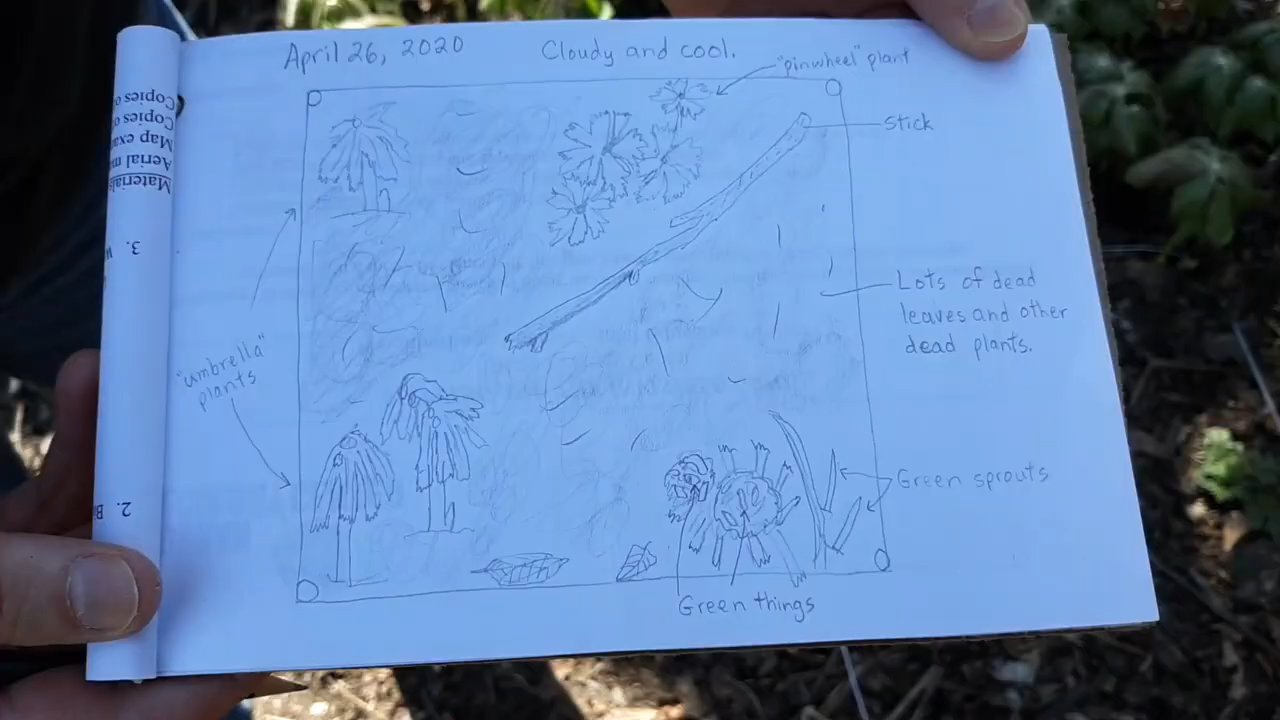 April 26, 2020
Cloudy and cool.
"pinwheel" plant
stick
Lots of dead
leaves and other
dead plants.
"umbrella"
plants
Green sprouts
Green things
Materials
Aerial
Map
Copies
Copies
3.
2.